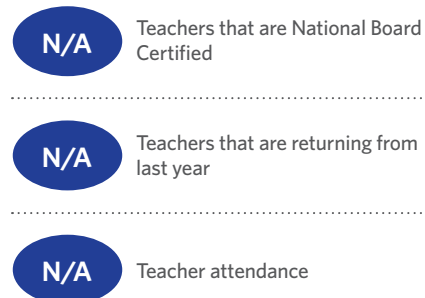 N/A
Teachers that are National Board
Certified
N/A
Teachers that are returning from
last year
N/A
Teacher attendance